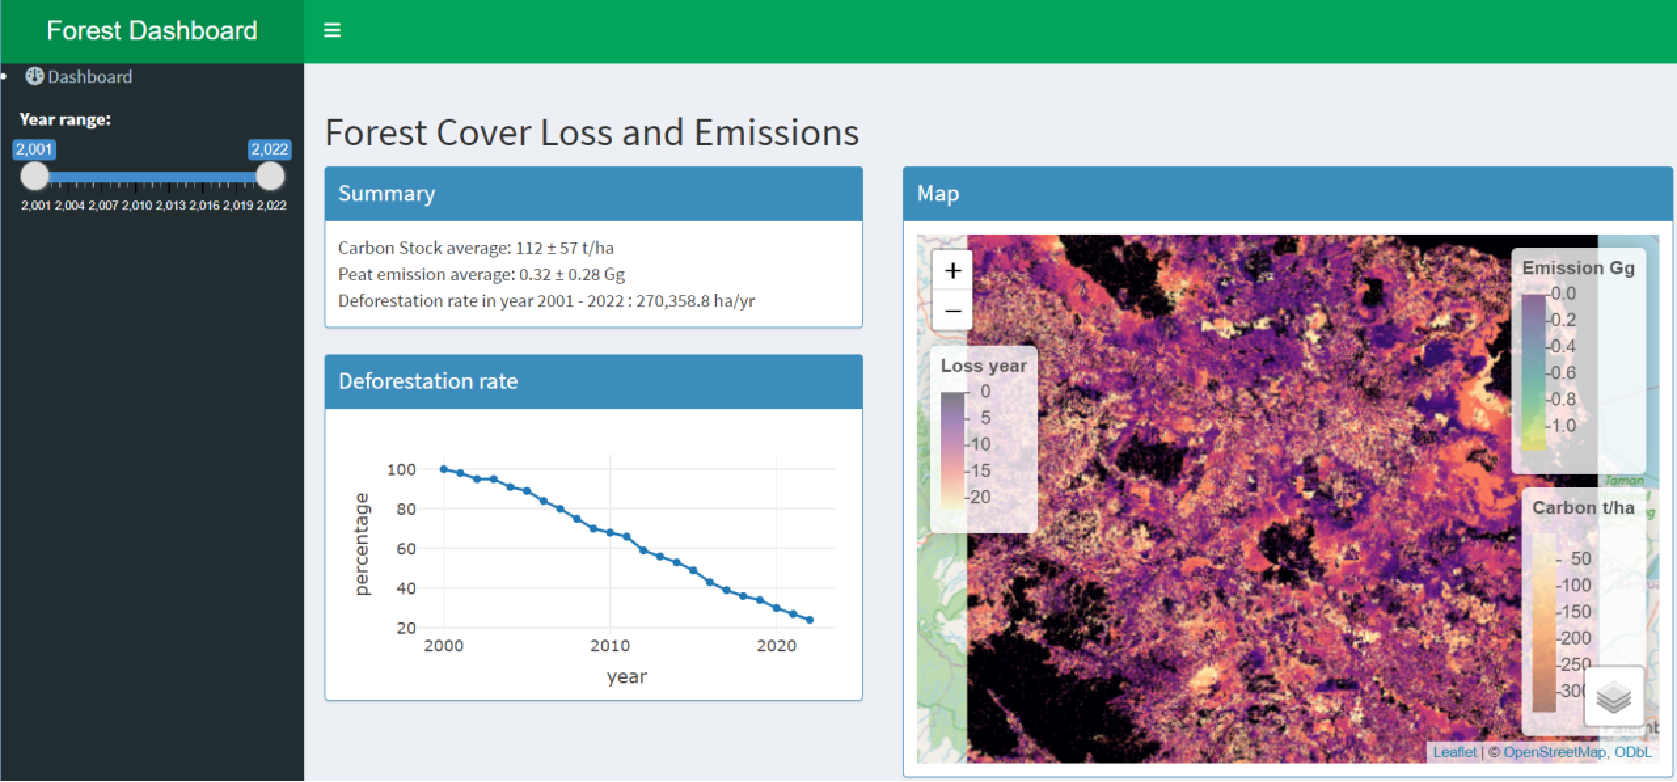 Forest Dashboard
Dashboard
Year range:
2,001 2,022
2,001 2,004 2,007 2,010 2,013 2,016 2,019 2,022
Forest Cover Loss and Emissions
Summary
Carbon Stock average: 112 ± 57 t/ha
Peat emission average: 0.32 ± 0.28 Gg
Deforestation rate in year 2001 - 2022 : 270,358.8 ha/yr
Deforestation rate
percentage
100
80
60
40
20
2000 2010 2020
year
Map
+
−
Loss year
0
5
10
15
20
Emission Gg
0.0
0.2
0.4
0.6
0.8
1.0
Taman
Carbon t/ha
50
100
150
200
250
300
Leaflet | © OpenStreetMap, ODbL